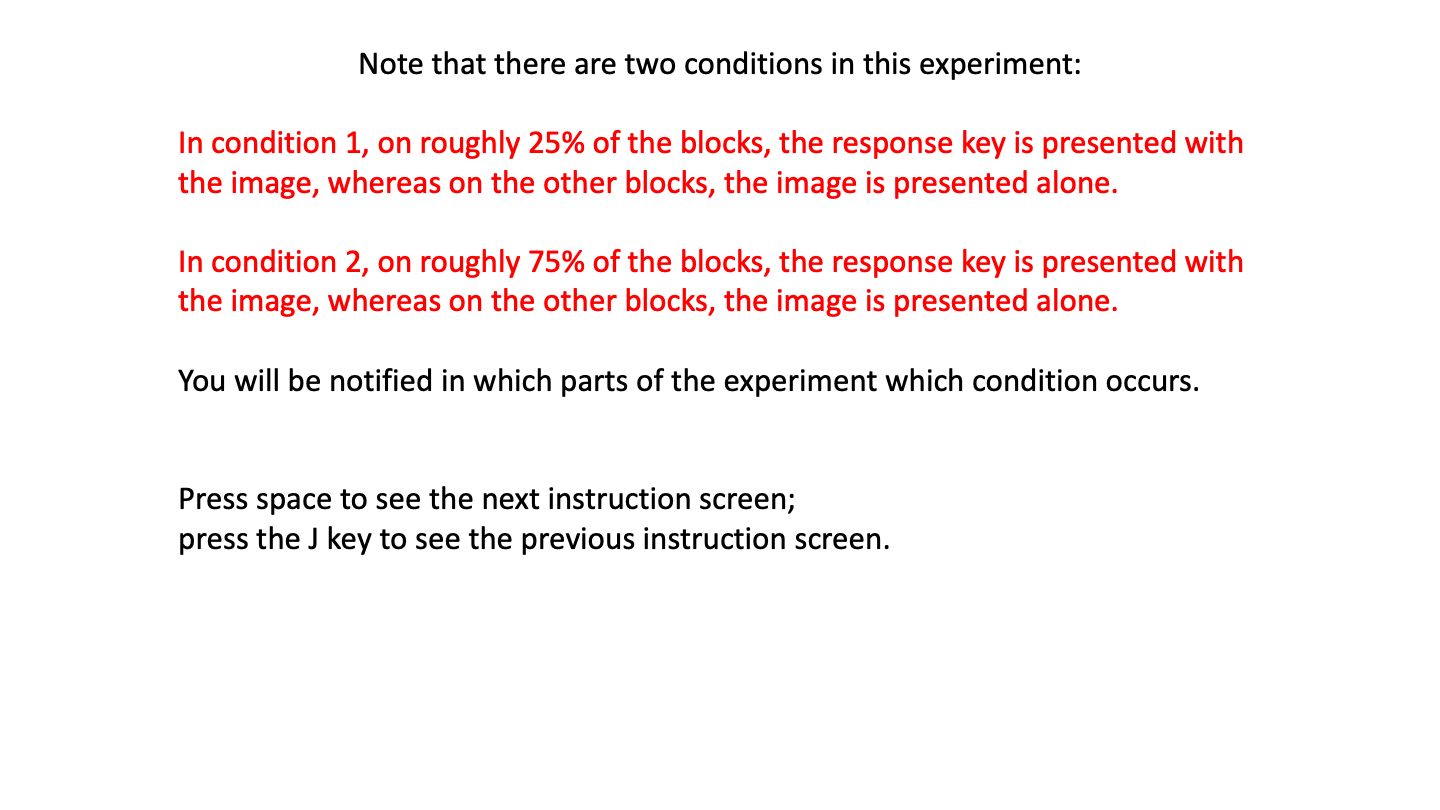 Note that there are two conditions in this experiment:
In condition 1, on roughly 25% of the blocks, the response key is presented with
the image, whereas on the other blocks, the image is presented alone.
In condition 2, on roughly 75% of the blocks, the response key is presented with
the image, whereas on the other blocks, the image is presented alone.
You will be notified in which parts of the experiment which condition occurs.
Press space to see the next instruction screen;
press the J key to see the previous instruction screen.